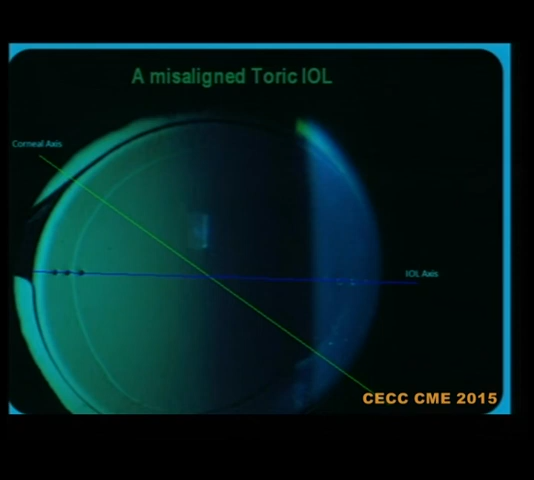 A misaligned Toric IOL
Corneal Axis
IOL Axis
CECC CME 2015